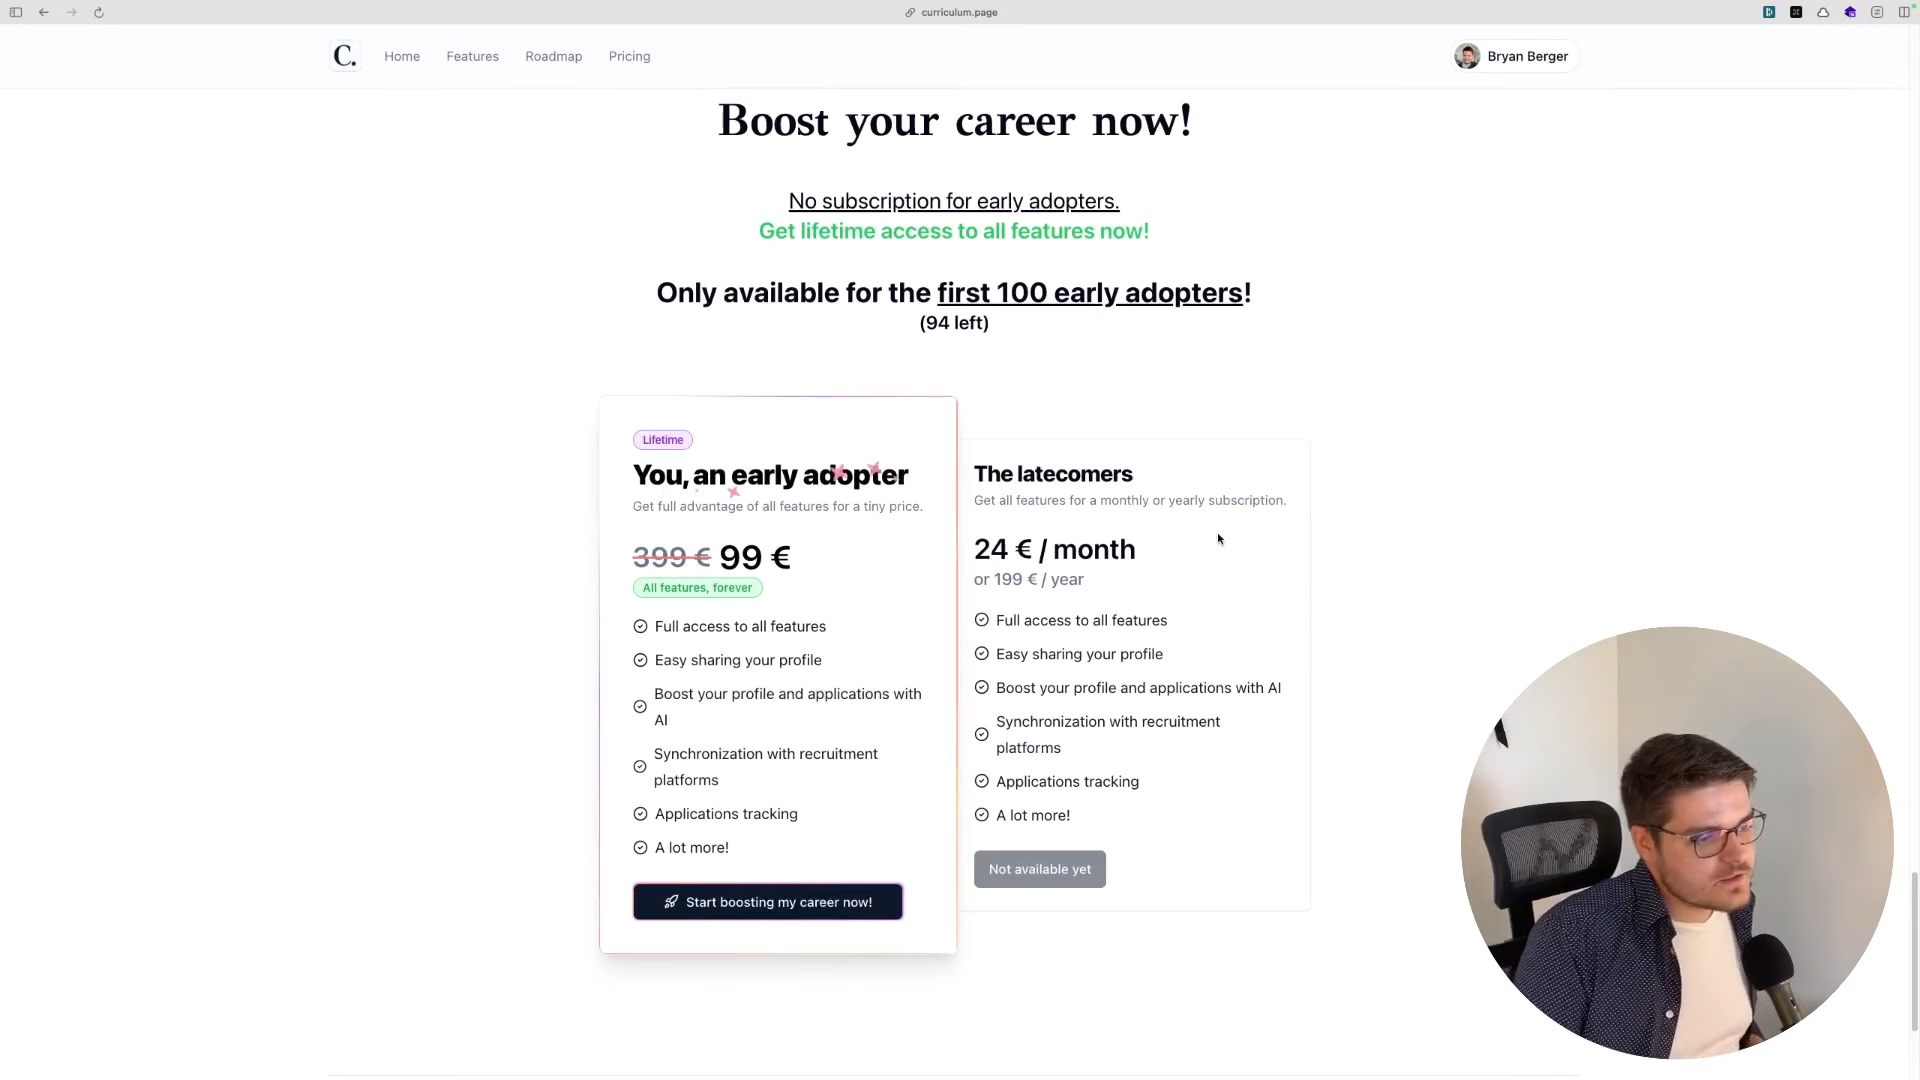 curriculum.page
C.
Home
Features
Roadmap
Pricing
Bryan Berger
Boost your career now!
No subscription for early adopters.
Get lifetime access to all features now!
Only available for the first 100 early adopters!
(94 left)
Lifetime
You, an early adopter
Get full advantage of all features for a tiny price.
399 € 99 €
All features, forever
Full access to all features
Easy sharing your profile
Boost your profile and applications with
AI
Synchronization with recruitment
platforms
Applications tracking
A lot more!
Start boosting my career now!
The latecomers
Get all features for a monthly or yearly subscription.
24 € / month
or 199 € / year
Full access to all features
Easy sharing your profile
Boost your profile and applications with AI
Synchronization with recruitment
platforms
Applications tracking
A lot more!
Not available yet